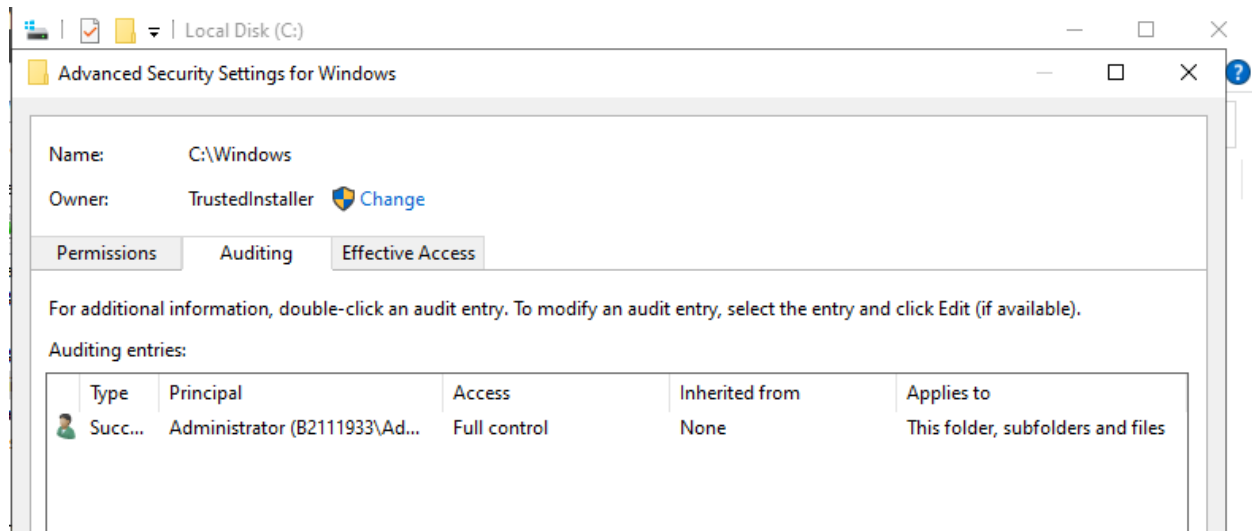 Local Disk (C:)
Advanced Security Settings for Windows
Name: C:\Windows
Owner: TrustedInstaller Change
Permissions Auditing Effective Access
For additional information, double-click an audit entry. To modify an audit entry, select the entry and click Edit (if available).
Auditing entries:
Type Principal Access Inherited from Applies to
Succ... Administrator (B2111933\Ad... Full control None This folder, subfolders and files